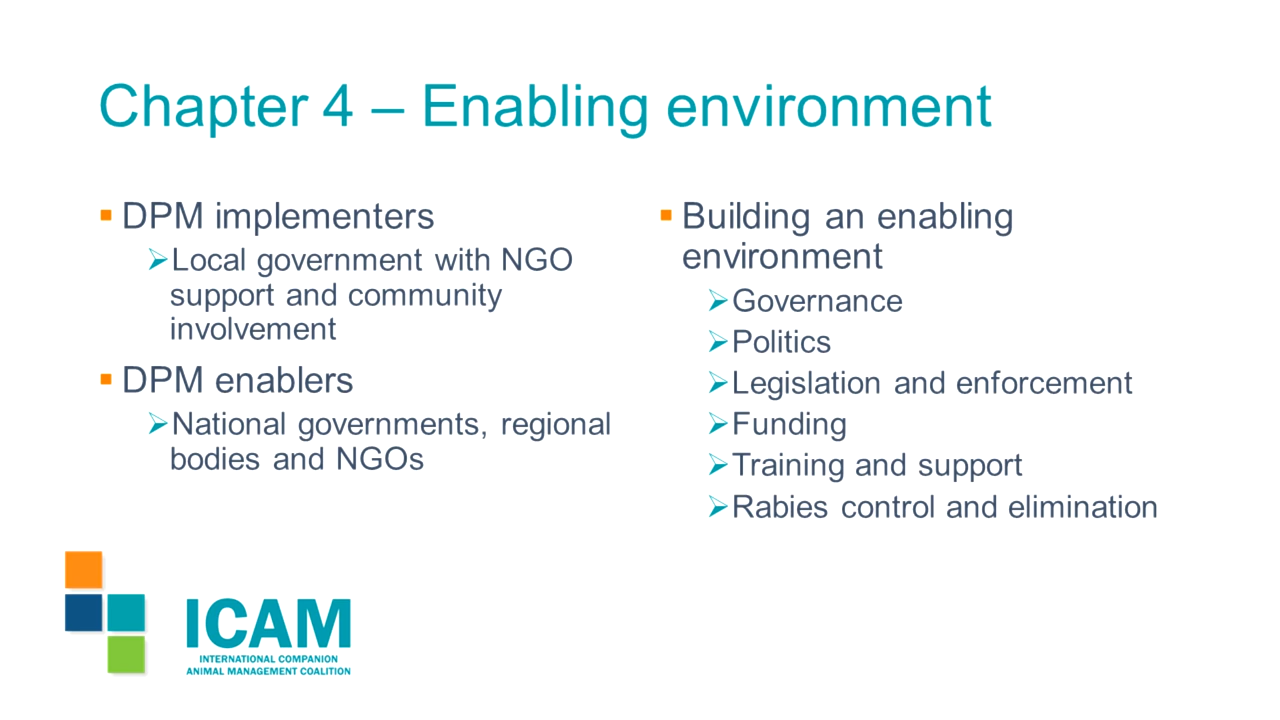 Chapter 4 – Enabling environment
DPM implementers
Local government with NGO
support and community
involvement
DPM enablers
National governments, regional
bodies and NGOs
Building an enabling
environment
Governance
Politics
Legislation and enforcement
Funding
Training and support
Rabies control and elimination
ICAM
INTERNATIONAL COMPANION
ANIMAL MANAGEMENT COALITION